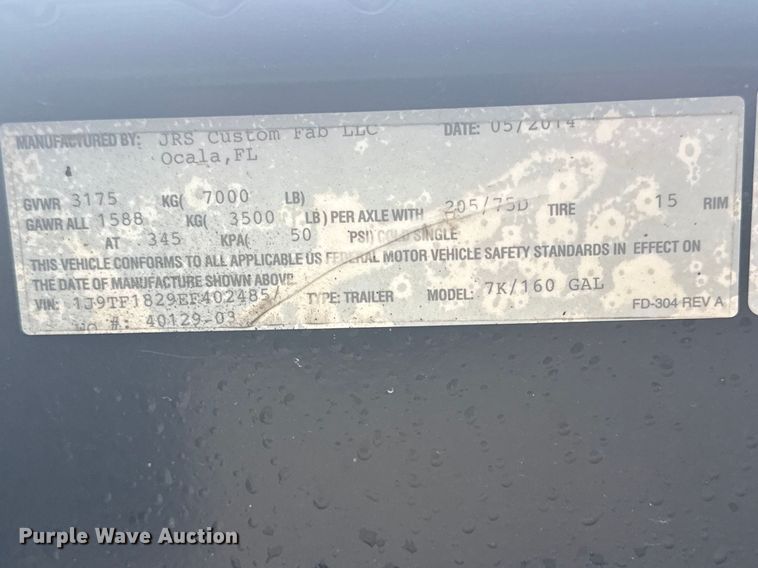 MANUFACTURED BY: JRS Custom Fab LLC DATE: 05/2014
Ocala,FL
GVWR 3175 KG( 7000 LB)
GAWR ALL 1588 KG( 3500 LB) PER AXLE WITH 205/75D TIRE 15 RIM
AT 345 KPA( 50 PSI) COLD SINGLE
THIS VEHICLE CONFORMS TO ALL APPLICABLE US FEDERAL MOTOR VEHICLE SAFETY STANDARDS IN EFFECT ON
THE DATE OF MANUFACTURE SHOWN ABOVE
VIN: 1J9TF1829EF402485 TYPE: TRAILER MODEL: 7K/160 GAL
#: 40129-03 FD-304 REV A
Purple Wave Auction